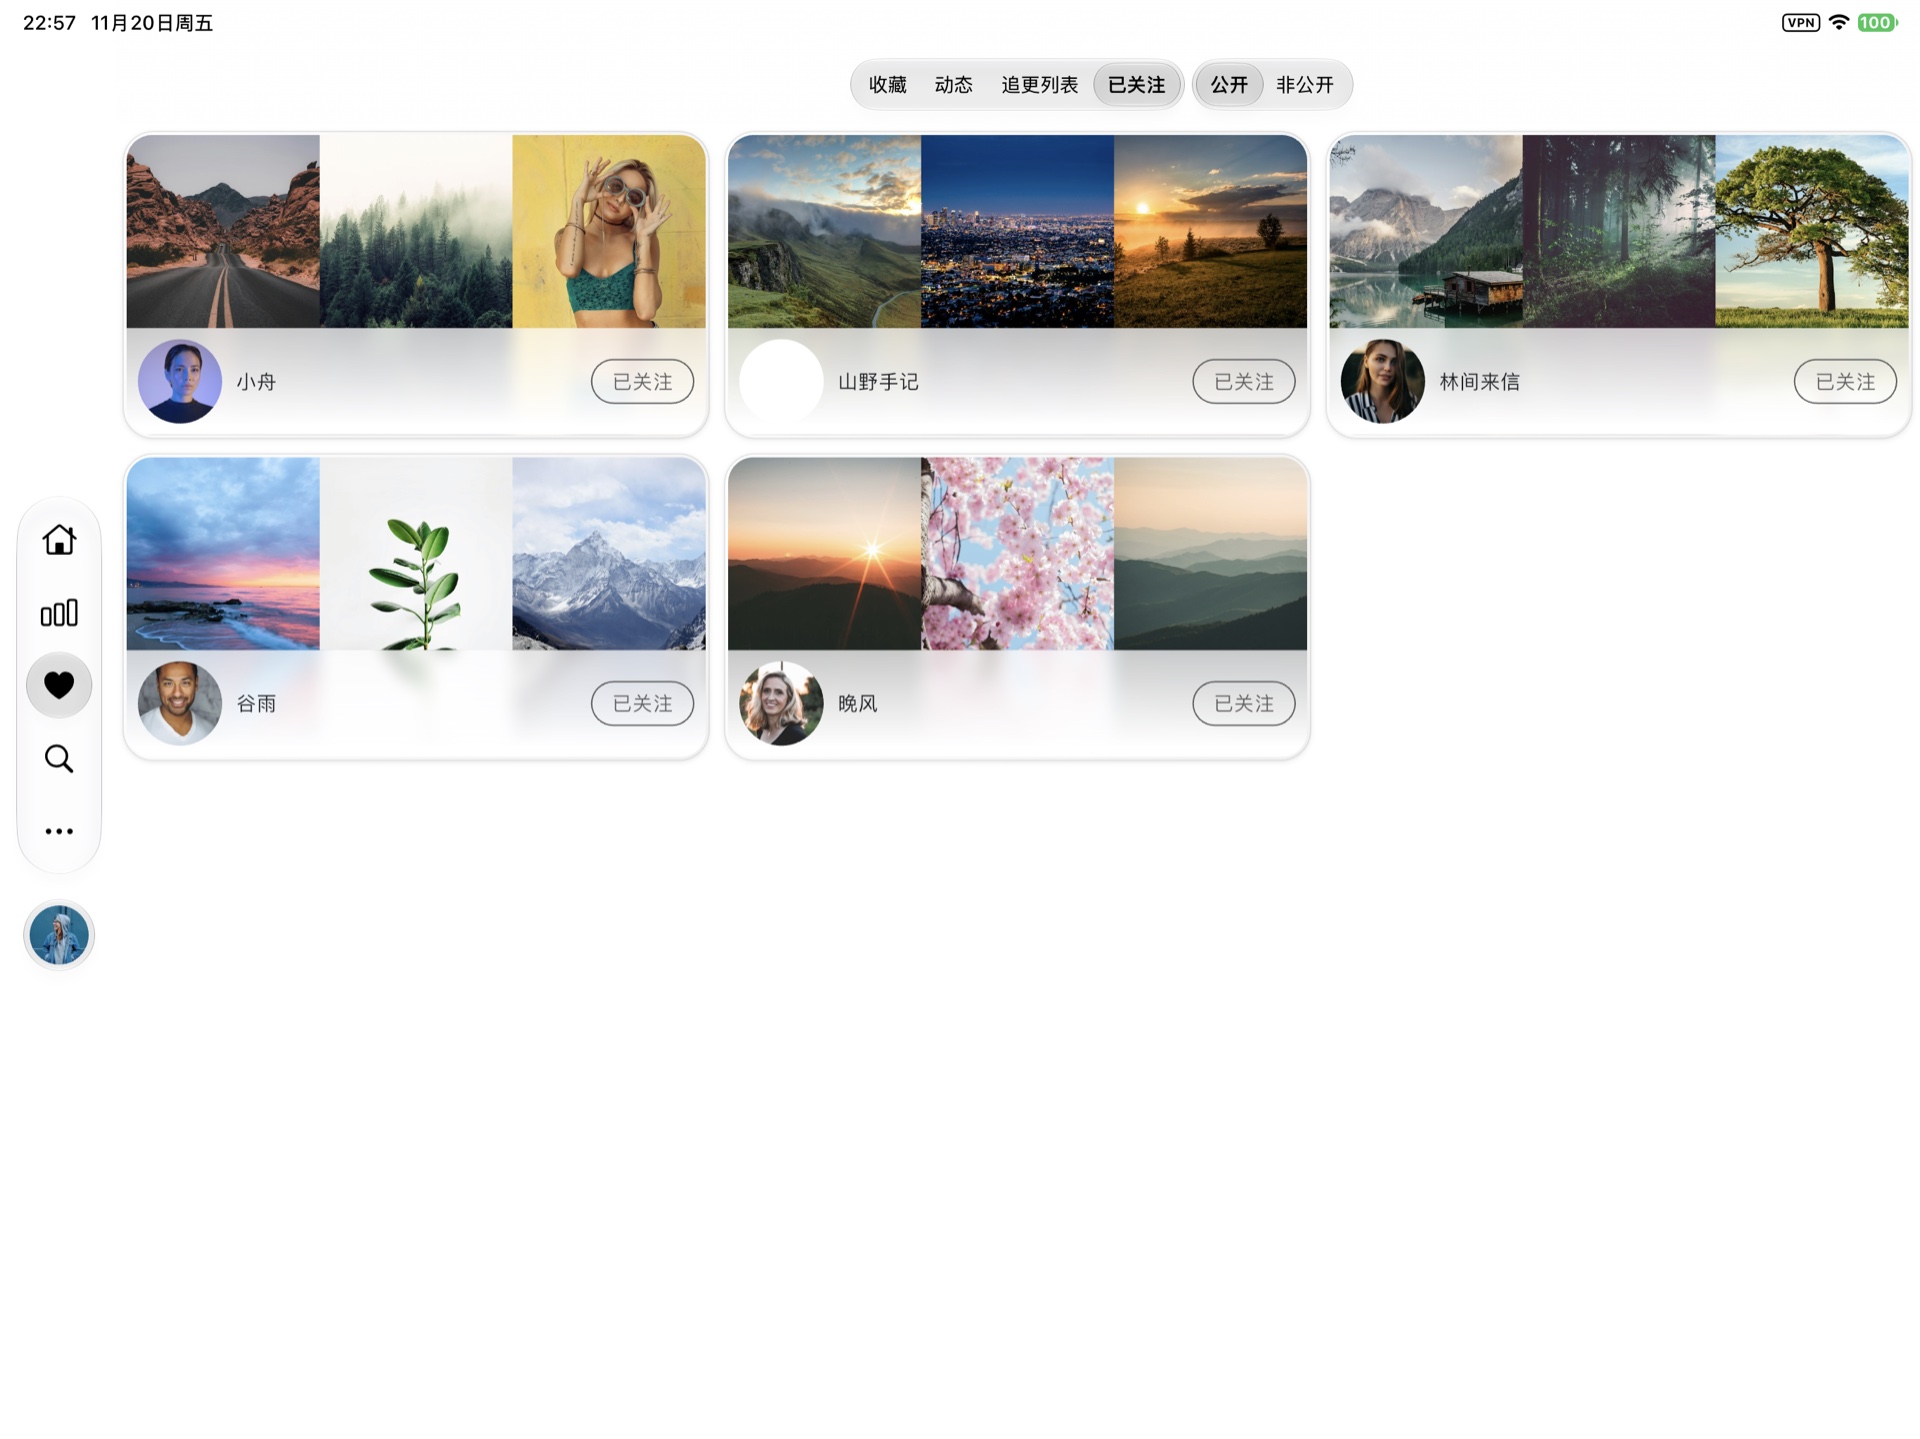 22:57 11月20日周五
VPN 100
收藏 动态 追更列表 已关注 公开 非公开
小舟 已关注
山野手记 已关注
林间来信 已关注
谷雨 已关注
晚风 已关注